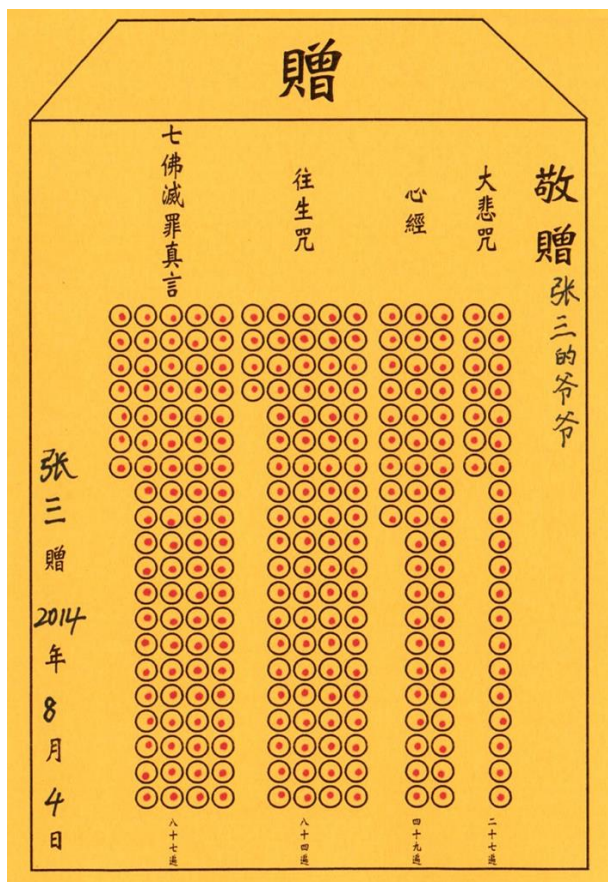 贈
敬贈张三的爷爷
大悲咒
二十七遍
心經
四十九遍
往生咒
八十四遍
七佛滅罪真言
八十七遍
张三贈 2014年8月4日